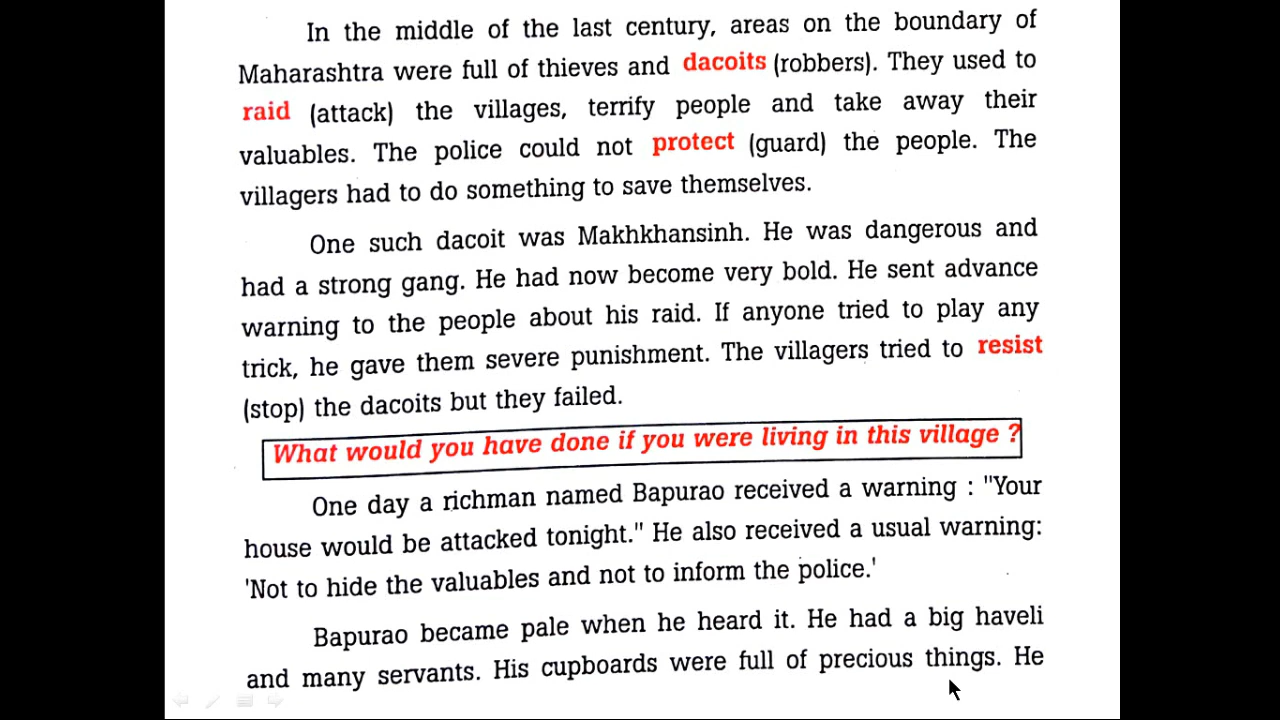 In the middle of the last century, areas on the boundary of
Maharashtra were full of thieves and dacoits (robbers). They used to
raid (attack) the villages, terrify people and take away their
valuables. The police could not protect (guard) the people. The
villagers had to do something to save themselves.
One such dacoit was Makhkhansinh. He was dangerous and
had a strong gang. He had now become very bold. He sent advance
warning to the people about his raid. If anyone tried to play any
trick, he gave them severe punishment. The villagers tried to resist
(stop) the dacoits but they failed.
What would you have done if you were living in this village ?
One day a richman named Bapurao received a warning : "Your
house would be attacked tonight." He also received a usual warning:
'Not to hide the valuables and not to inform the police.'
Bapurao became pale when he heard it. He had a big haveli
and many servants. His cupboards were full of precious things. He